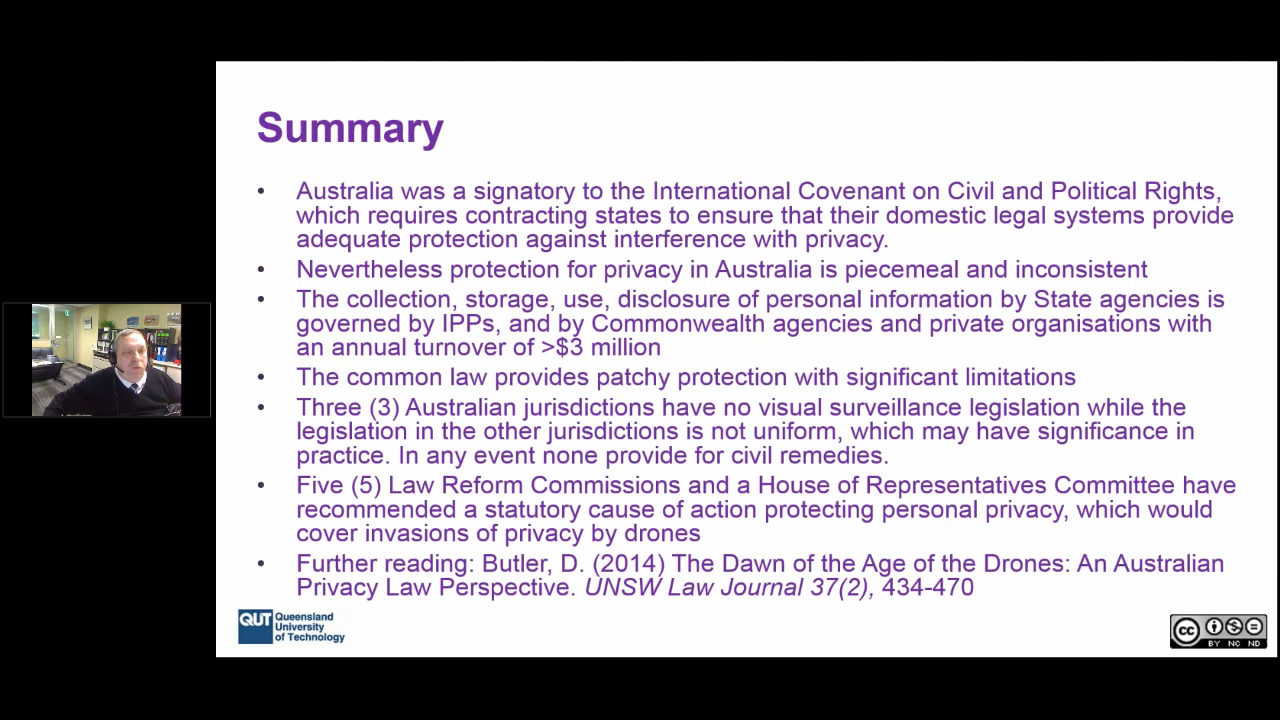 Summary
• Australia was a signatory to the International Covenant on Civil and Political Rights,
which requires contracting states to ensure that their domestic legal systems provide
adequate protection against interference with privacy.
• Nevertheless protection for privacy in Australia is piecemeal and inconsistent
• The collection, storage, use, disclosure of personal information by State agencies is
governed by IPPs, and by Commonwealth agencies and private organisations with
an annual turnover of >$3 million
• The common law provides patchy protection with significant limitations
• Three (3) Australian jurisdictions have no visual surveillance legislation while the
legislation in the other jurisdictions is not uniform, which may have significance in
practice. In any event none provide for civil remedies.
• Five (5) Law Reform Commissions and a House of Representatives Committee have
recommended a statutory cause of action protecting personal privacy, which would
cover invasions of privacy by drones
• Further reading: Butler, D. (2014) The Dawn of the Age of the Drones: An Australian
Privacy Law Perspective. UNSW Law Journal 37(2), 434-470
QUT Queensland
University
of Technology
cc
BY NC ND